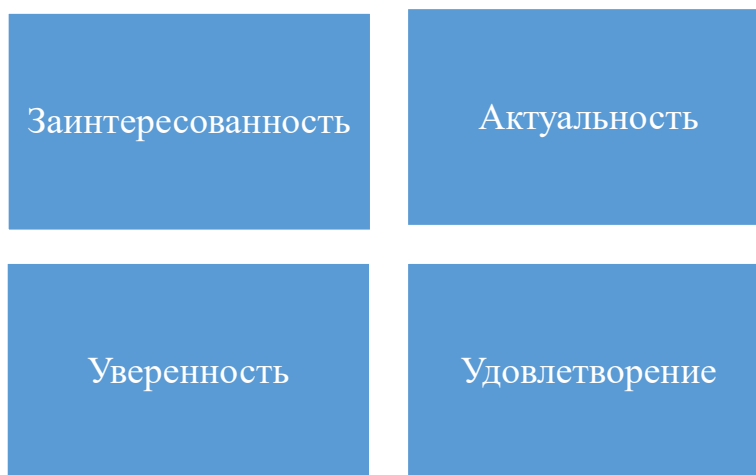 Заинтересованность
Актуальность
Уверенность
Удовлетворение